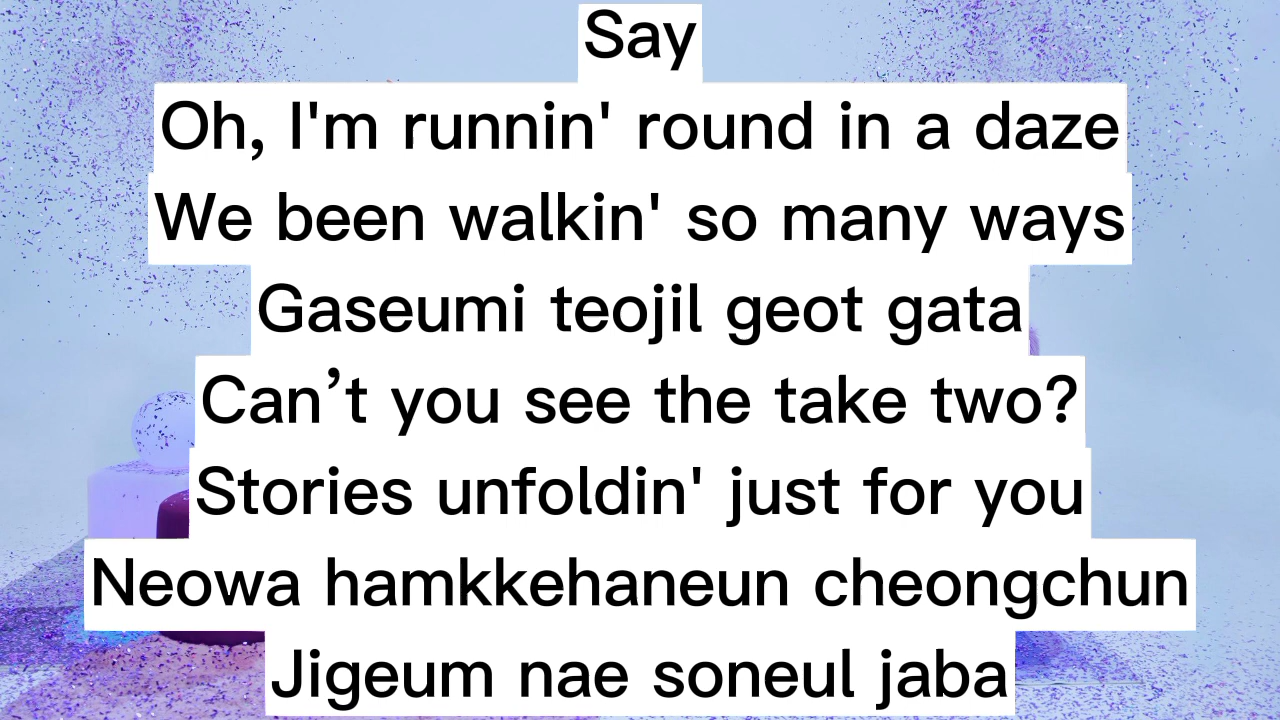 Say
Oh, I'm runnin' round in a daze
We been walkin' so many ways
Gaseumi teojil geot gata
Can’t you see the take two?
Stories unfoldin' just for you
Neowa hamkkehaneun cheongchun
Jigeum nae soneul jaba